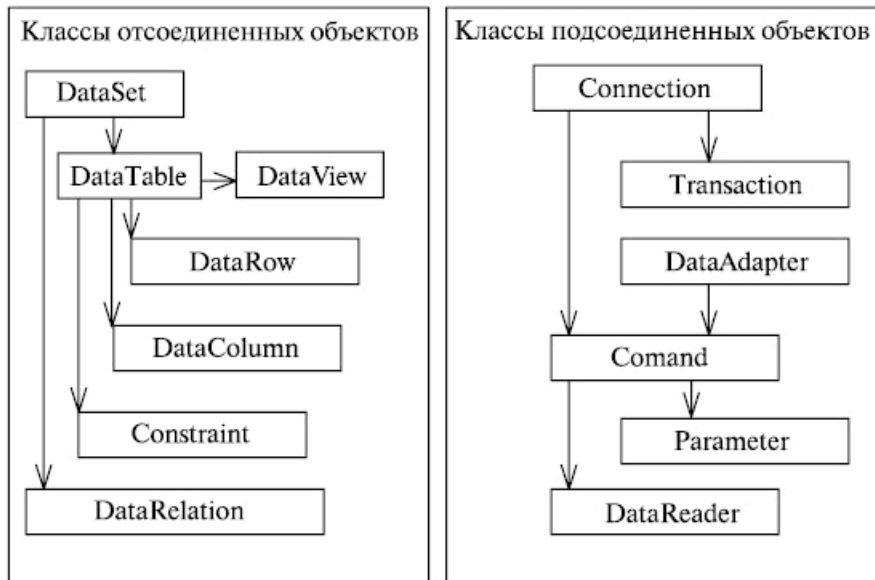 Классы отсоединенных объектов
DataSet
DataTable
DataView
DataRow
DataColumn
Constraint
DataRelation
Классы подсоединенных объектов
Connection
Transaction
DataAdapter
Comand
Parameter
DataReader